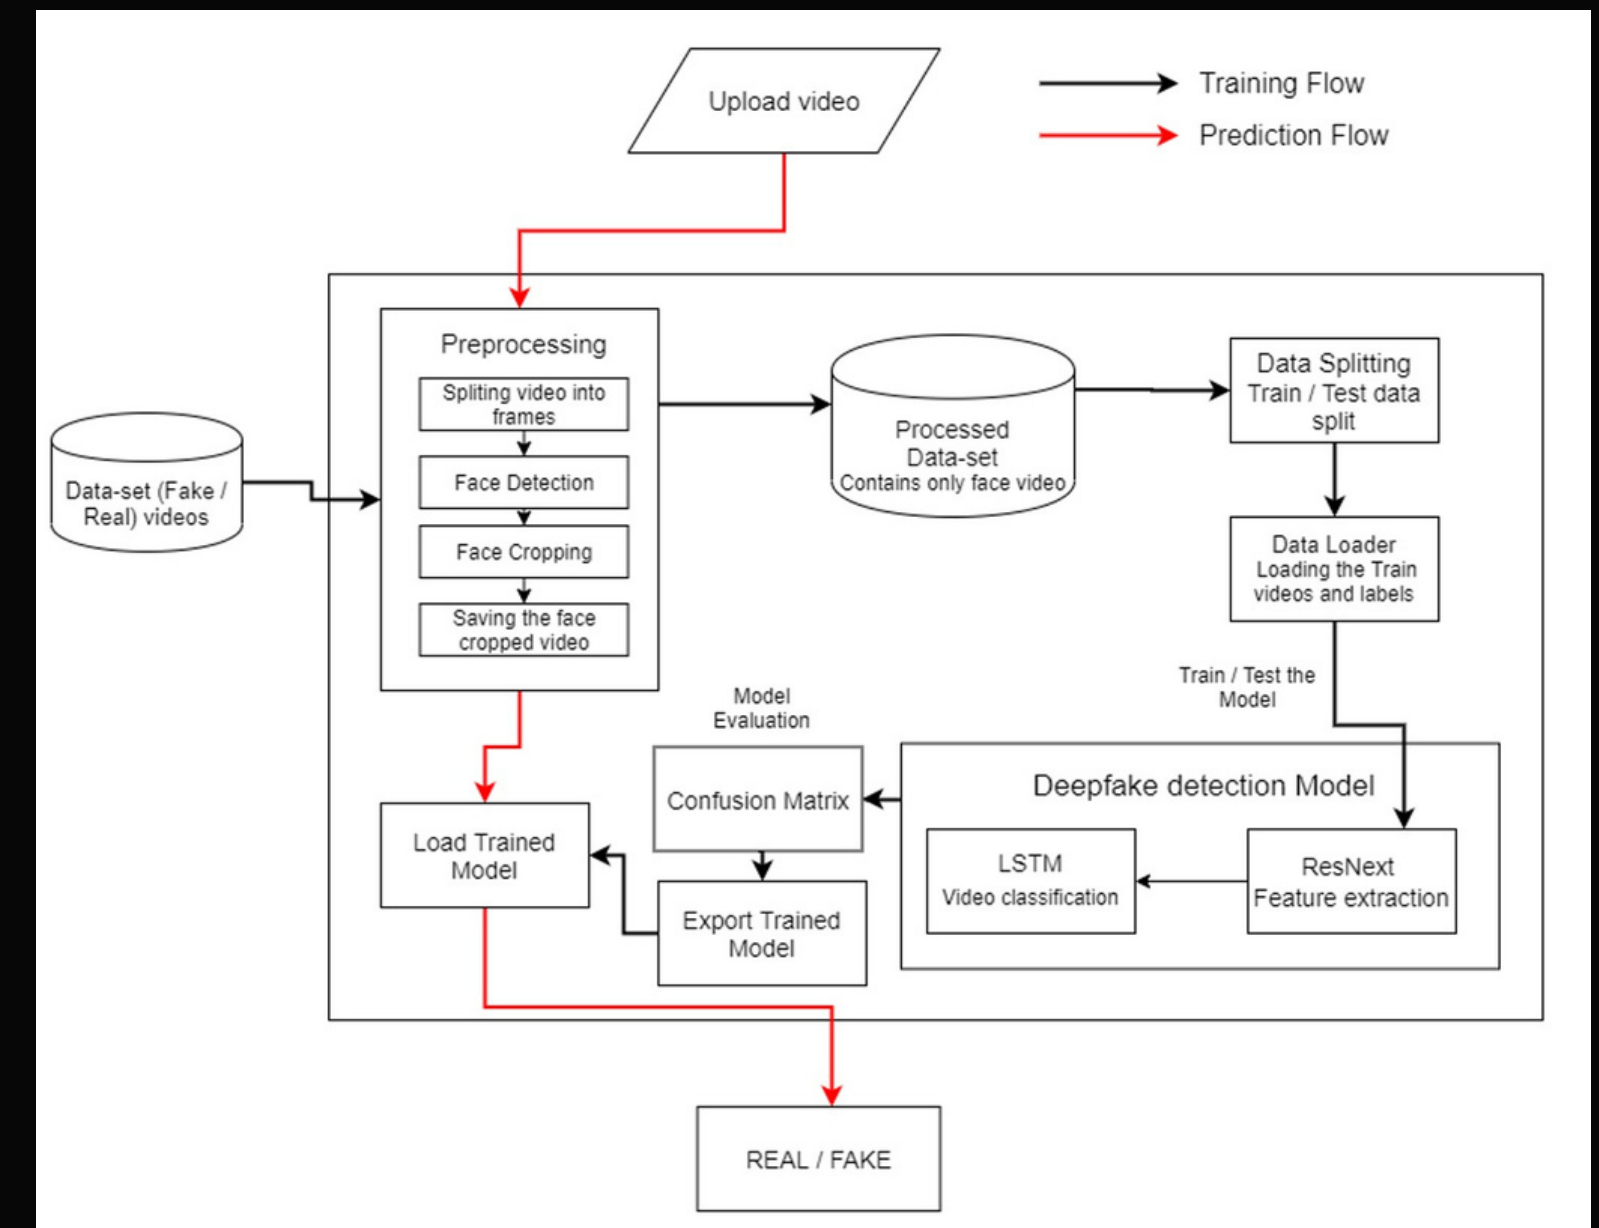 Upload video
Training Flow
Prediction Flow
Preprocessing
Spliting video into
frames
Face Detection
Face Cropping
Saving the face
cropped video
Data-set (Fake /
Real) videos
Processed
Data-set
Contains only face video
Data Splitting
Train / Test data
split
Data Loader
Loading the Train
videos and labels
Train / Test the
Model
Model
Evaluation
Confusion Matrix
Deepfake detection Model
LSTM
Video classification
ResNext
Feature extraction
Load Trained
Model
Export Trained
Model
REAL / FAKE